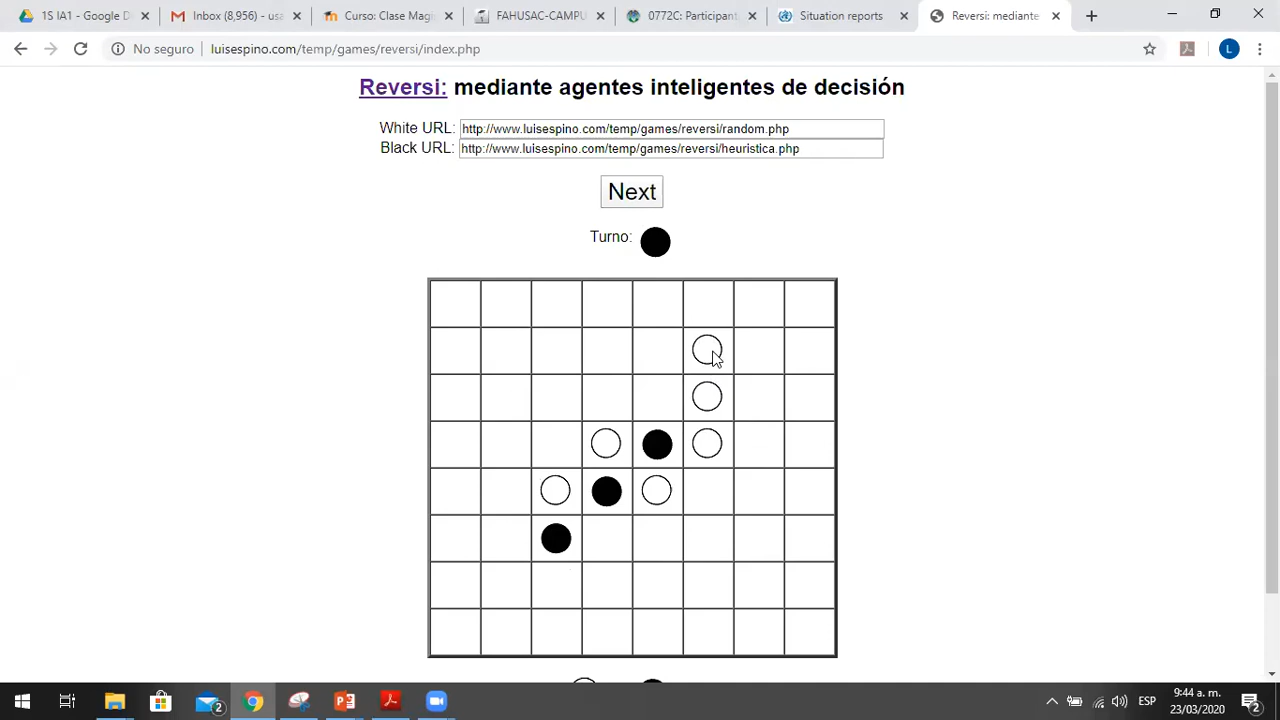 1S IA1 - Google D
Inbox (8,956) - usa
Curso: Clase Mag
FAHUSAC-CAMPU
0772C: Participant
Situation reports
Reversi: mediante
No seguro
luisespino.com/temp/games/reversi/index.php
L
Reversi: mediante agentes inteligentes de decisión
White URL: http://www.luisespino.com/temp/games/reversi/random.php
Black URL: http://www.luisespino.com/temp/games/reversi/heuristica.php
Next
Turno:
2
ESP
9:44 a. m.
23/03/2020
2